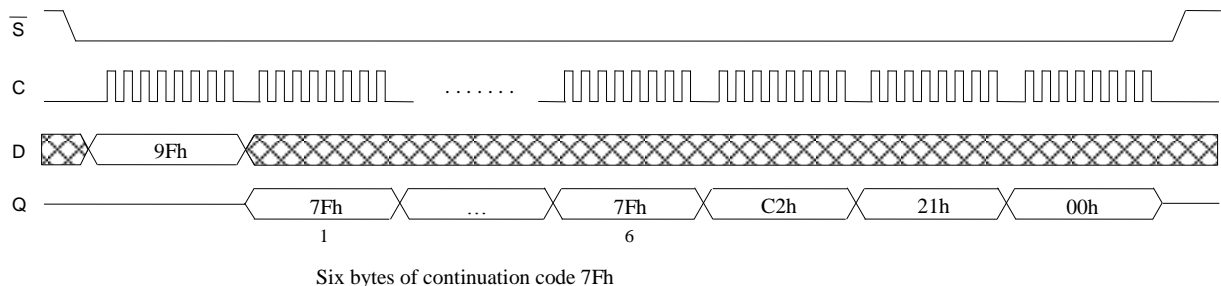 S
C .......
D 9Fh
Q 7Fh ... 7Fh C2h 21h 00h
1 6
Six bytes of continuation code 7Fh